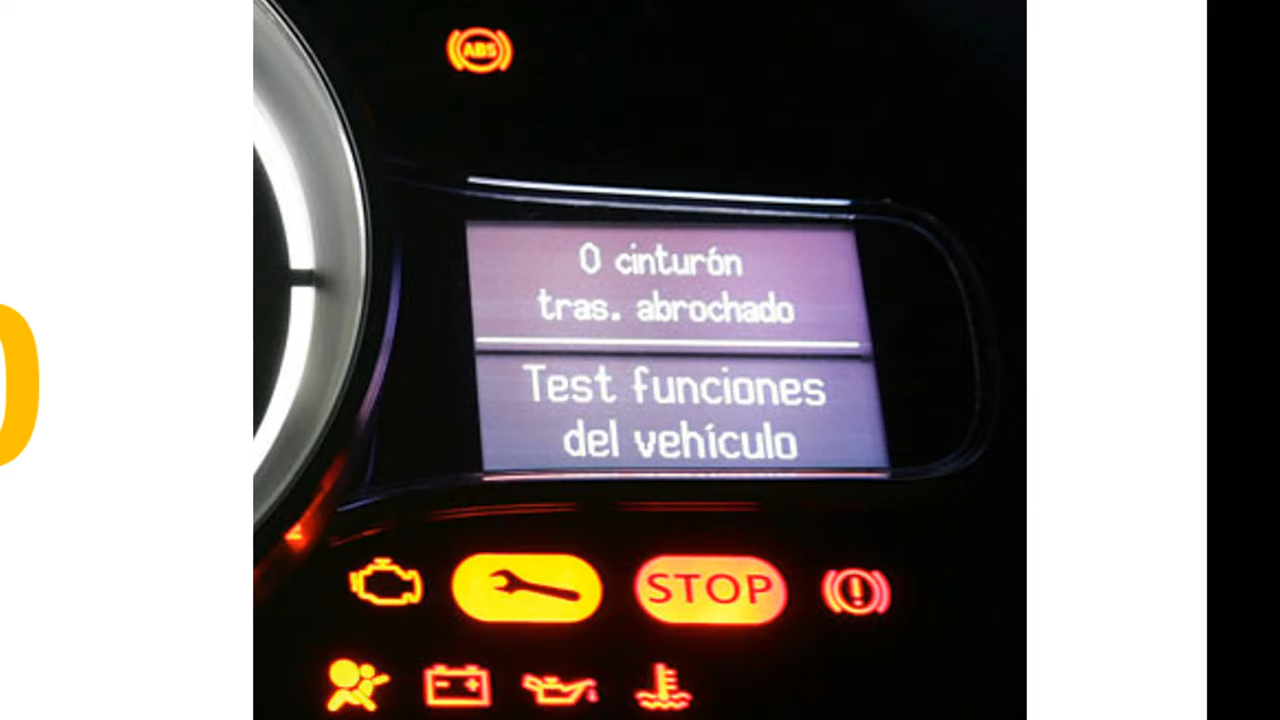 ABS
0 cinturón
tras. abrochado
Test funciones
del vehículo
STOP